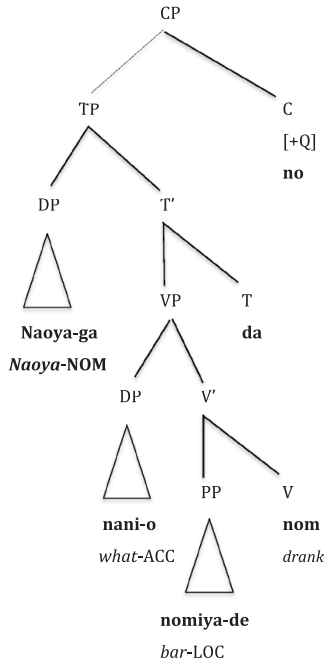 CP
TP C
[+Q]
no
DP T’
VP T
Naoya-ga da
Naoya-NOM
DP V’
PP V
nani-o nom
what-ACC drank
nomiya-de
bar-LOC